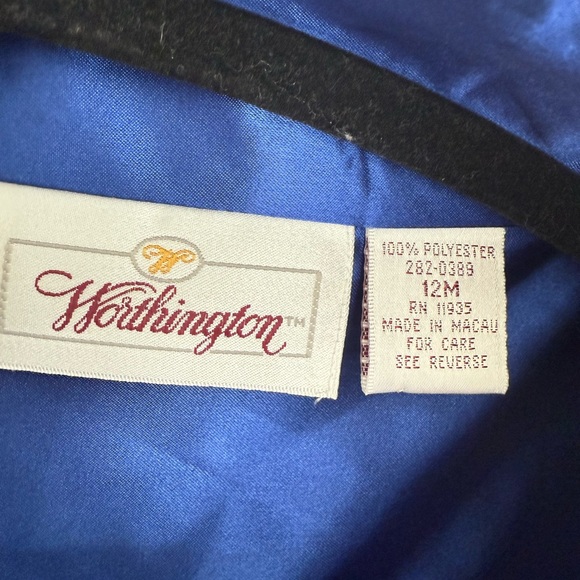 Worthington™
100% POLYESTER
282-0389
12M
RN 11935
MADE IN MACAU
FOR CARE
SEE REVERSE